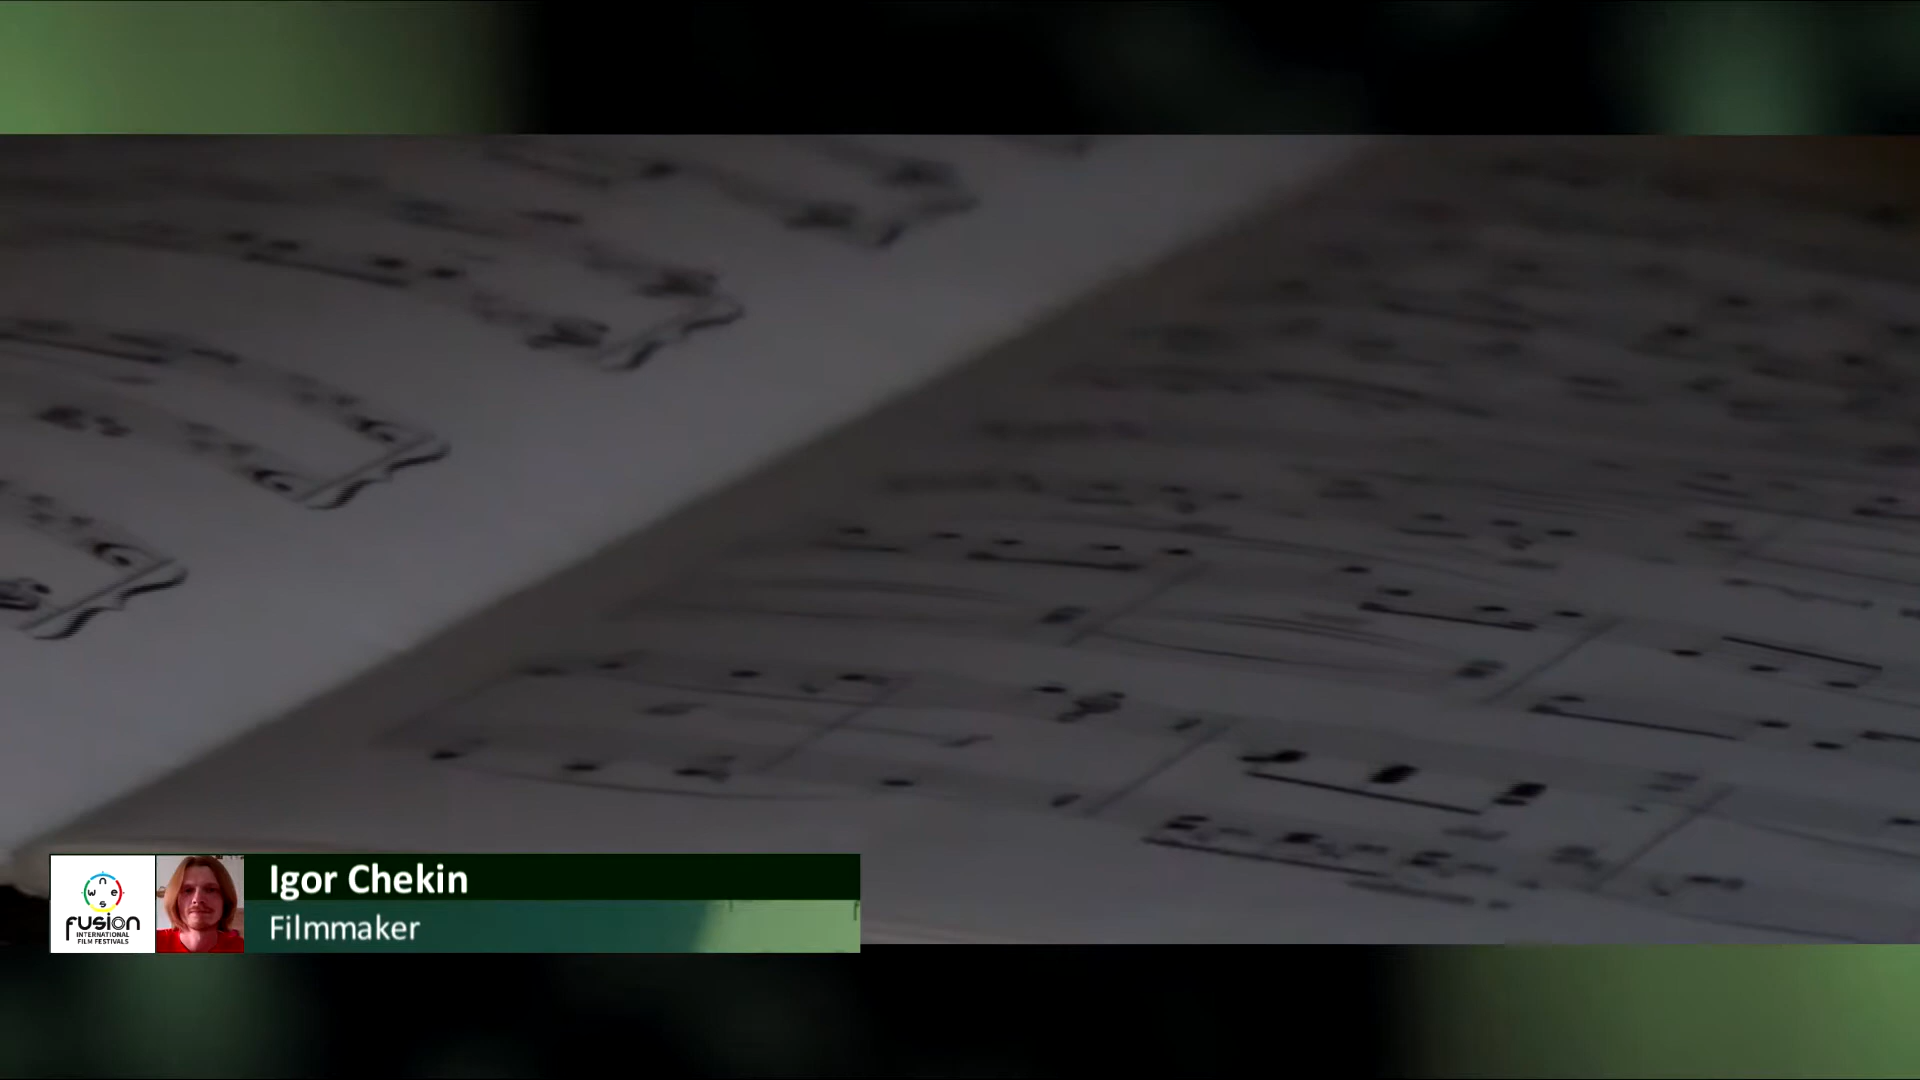 n
w e
s
fusion
INTERNATIONAL
FILM FESTIVALS
Igor Chekin
Filmmaker